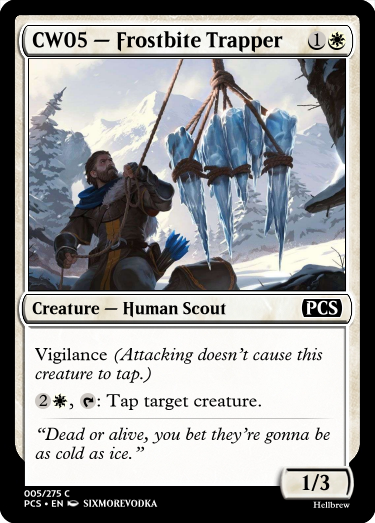 CW05 — Frostbite Trapper 1
Creature — Human Scout PCS
Vigilance (Attacking doesn't cause this
creature to tap.)
2, : Tap target creature.
“Dead or alive, you bet they're gonna be
as cold as ice.”
1/3
005/275 C
PCS • EN SIXMOREVODKA
Hellbrew